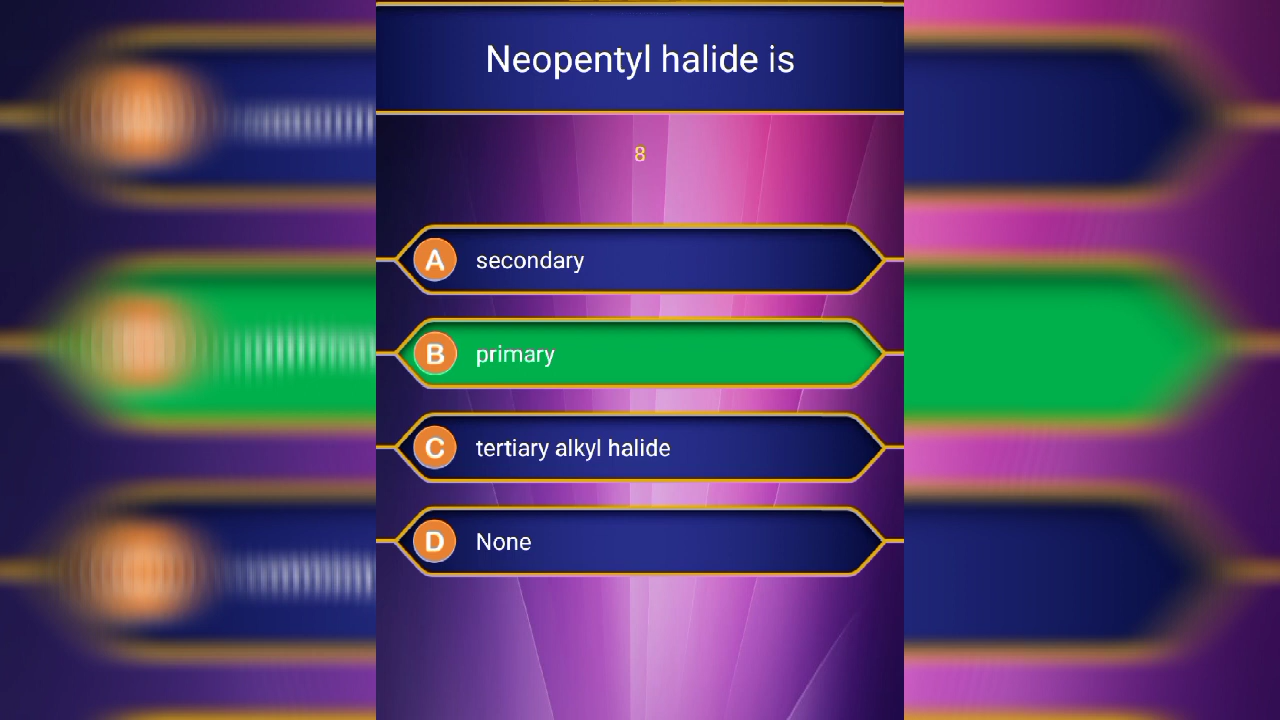 Neopentyl halide is
8
A secondary
B primary
C tertiary alkyl halide
D None